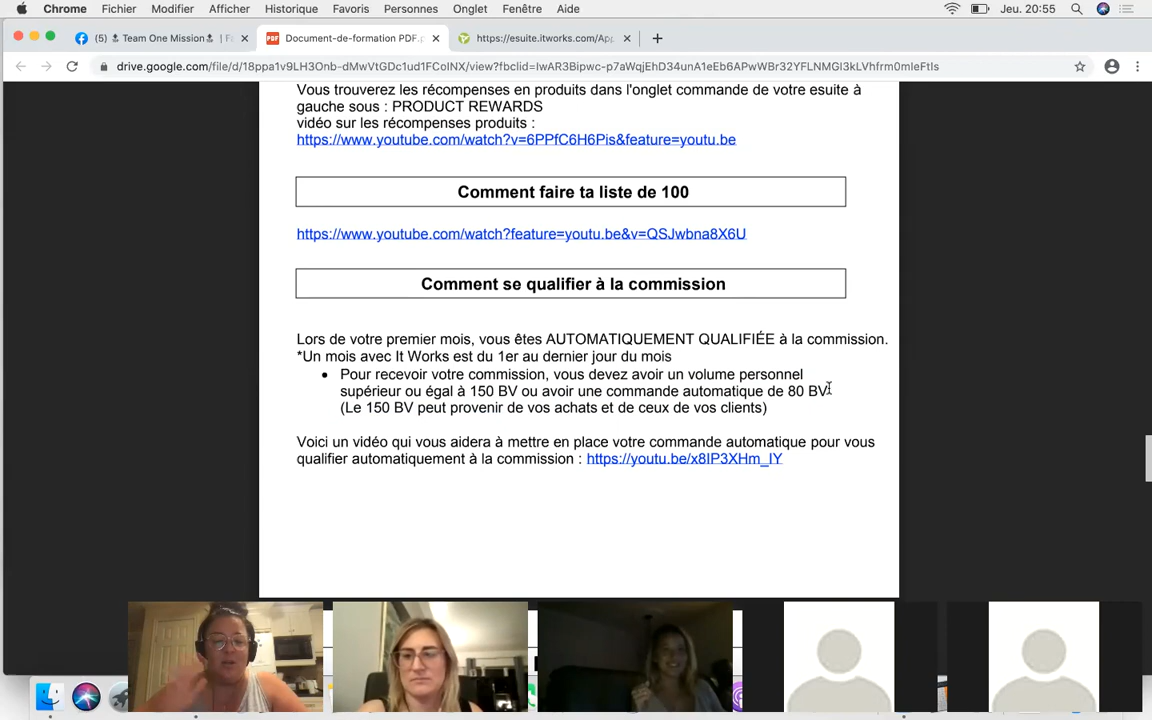 Chrome Fichier Modifier Afficher Historique Favoris Personnes Onglet Fenêtre Aide Jeu. 20:55
(5) Team One Mission | F
Document-de-formation PDF.p
https://esuite.itworks.com/Ap
drive.google.com/file/d/18ppa1v9LH3Onb-dMwVtGDc1ud1FCoINX/view?fbclid=IwAR3Bipwc-p7aWqjEhD34unA1eEb6APwWBr32YFLNMGI3kLVhfrm0mIeFtIs
Vous trouverez les récompenses en produits dans l'onglet commande de votre esuite à
gauche sous : PRODUCT REWARDS
vidéo sur les récompenses produits :
https://www.youtube.com/watch?v=6PPfC6H6Pis&feature=youtu.be
Comment faire ta liste de 100
https://www.youtube.com/watch?feature=youtu.be&v=QSJwbna8X6U
Comment se qualifier à la commission
Lors de votre premier mois, vous êtes AUTOMATIQUEMENT QUALIFIÉE à la commission.
*Un mois avec It Works est du 1er au dernier jour du mois
• Pour recevoir votre commission, vous devez avoir un volume personnel
supérieur ou égal à 150 BV ou avoir une commande automatique de 80 BV
(Le 150 BV peut provenir de vos achats et de ceux de vos clients)
Voici un vidéo qui vous aidera à mettre en place votre commande automatique pour vous
qualifier automatiquement à la commission : https://youtu.be/x8IP3XHm_IY